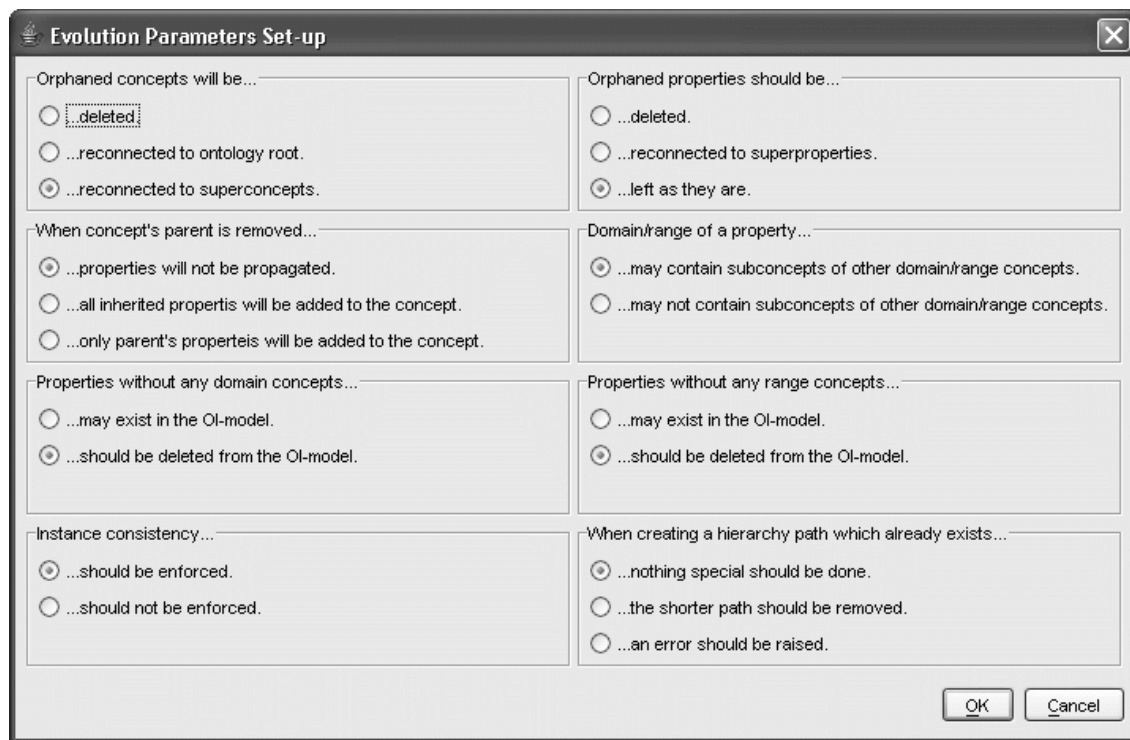 Evolution Parameters Set-up
Orphaned concepts will be...
...deleted.
...reconnected to ontology root.
...reconnected to superconcepts.
Orphaned properties should be...
...deleted.
...reconnected to superproperties.
...left as they are.
When concept's parent is removed...
...properties will not be propagated.
...all inherited propertis will be added to the concept.
...only parent's properteis will be added to the concept.
Domain/range of a property...
...may contain subconcepts of other domain/range concepts.
...may not contain subconcepts of other domain/range concepts.
Properties without any domain concepts...
...may exist in the OI-model.
...should be deleted from the OI-model.
Properties without any range concepts...
...may exist in the OI-model.
...should be deleted from the OI-model.
Instance consistency...
...should be enforced.
...should not be enforced.
When creating a hierarchy path which already exists...
...nothing special should be done.
...the shorter path should be removed.
...an error should be raised.
OK
Cancel